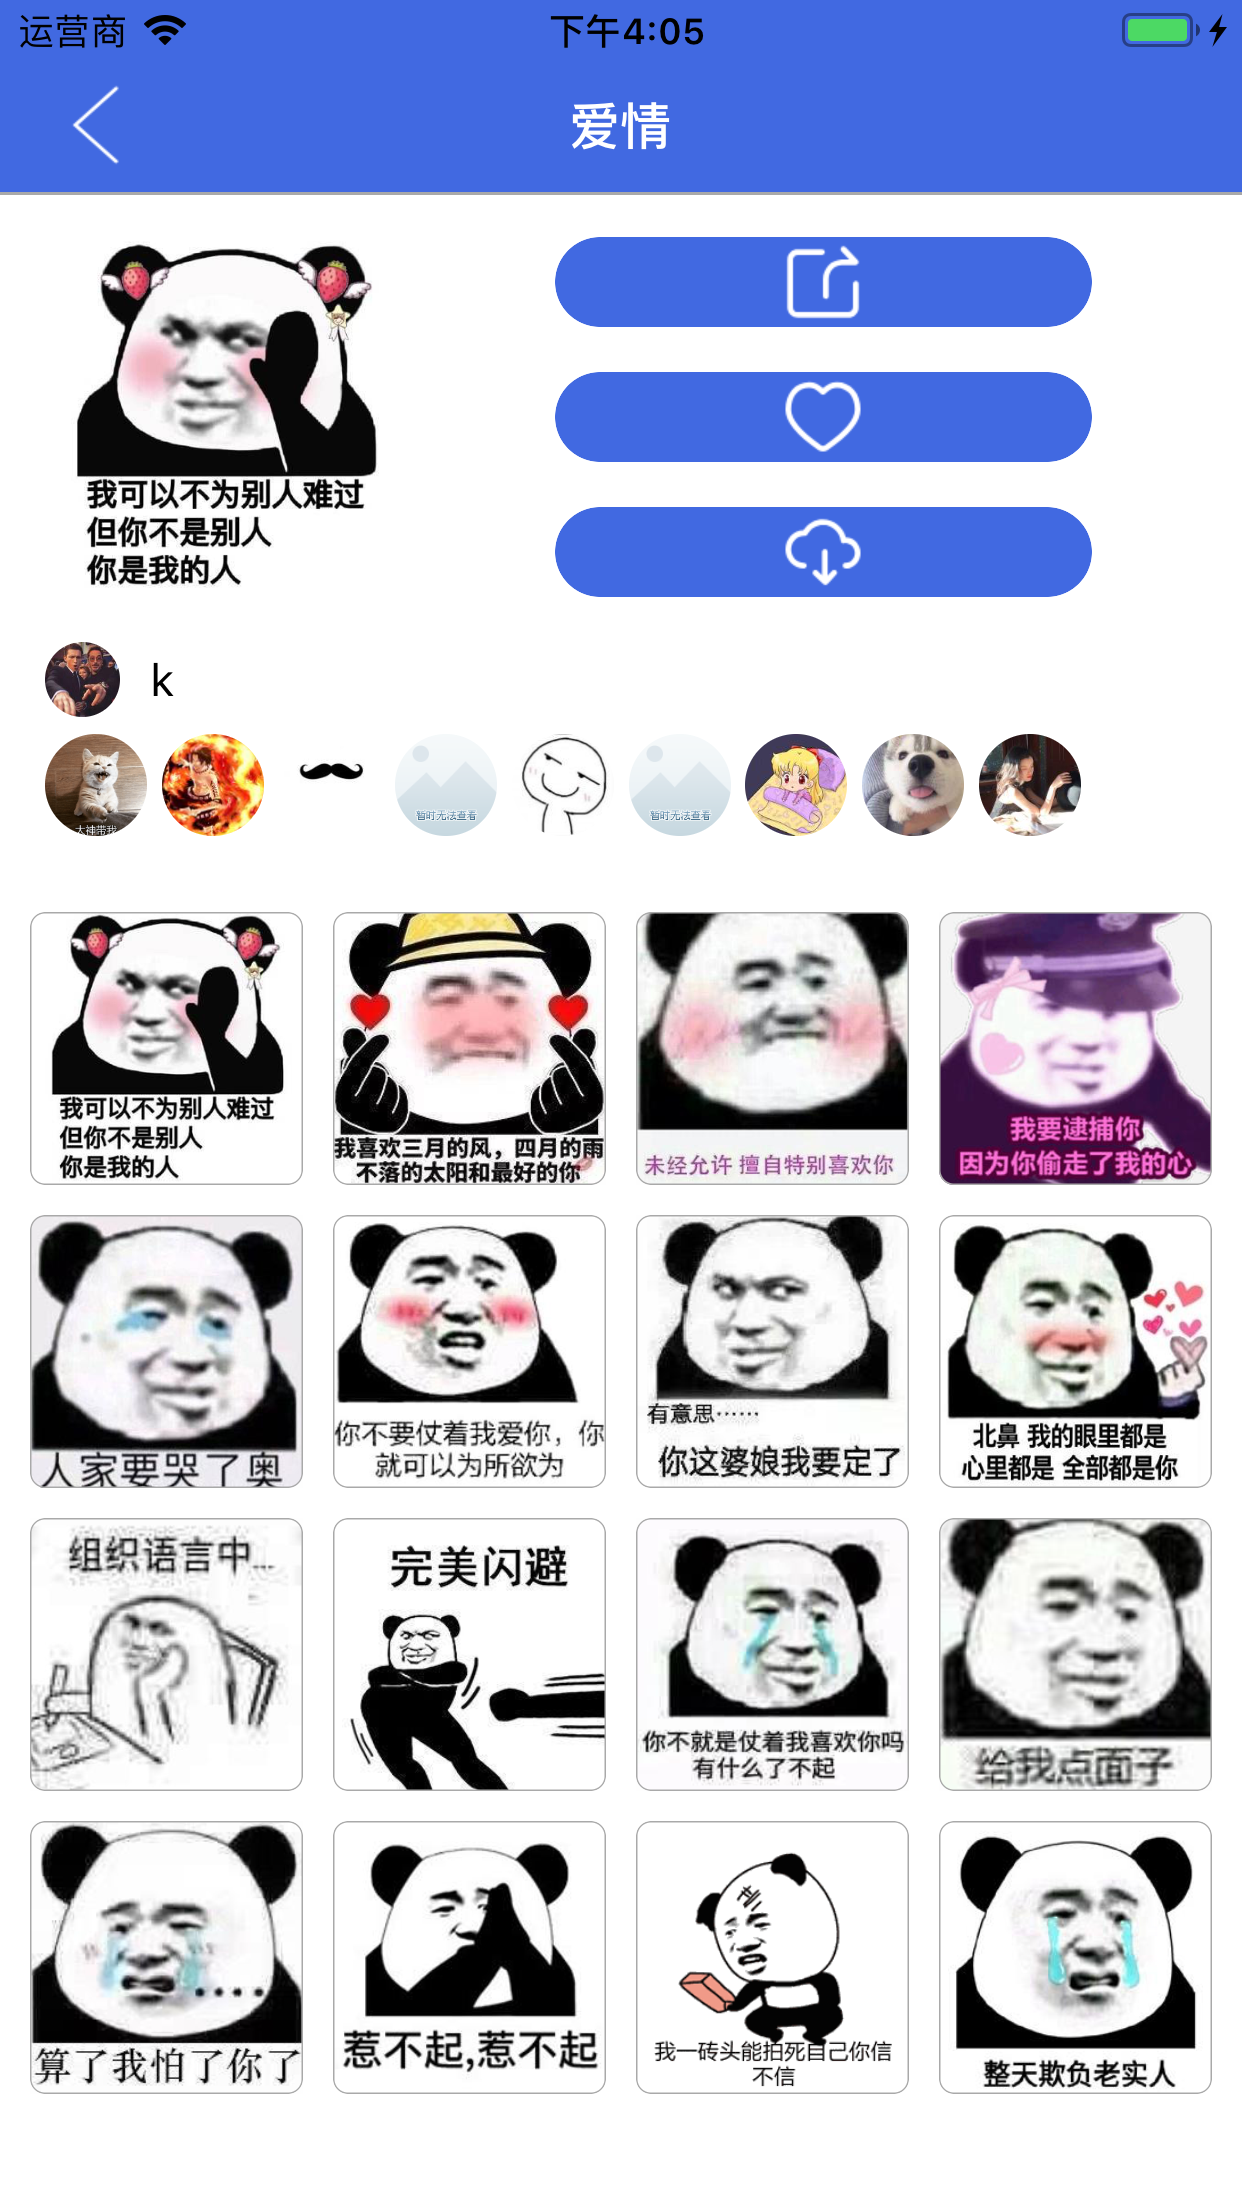 运营商
下午4:05
爱情
我可以不为别人难过
但你不是别人
你是我的人
k
大神带我
暂时无法查看
暂时无法查看
我可以不为别人难过
但你不是别人
你是我的人
我喜欢三月的风，四月的雨
不落的太阳和最好的你
未经允许 擅自特别喜欢你
我要逮捕你
因为你偷走了我的心
人家要哭了奥
你不要仗着我爱你，你
就可以为所欲为
有意思······
你这婆娘我要定了
北鼻 我的眼里都是
心里都是 全部都是你
组织语言中...
完美闪避
你不就是仗着我喜欢你吗
有什么了不起
给我点面子
····
算了我怕了你了
惹不起,惹不起
我一砖头能拍死自己你信
不信
整天欺负老实人